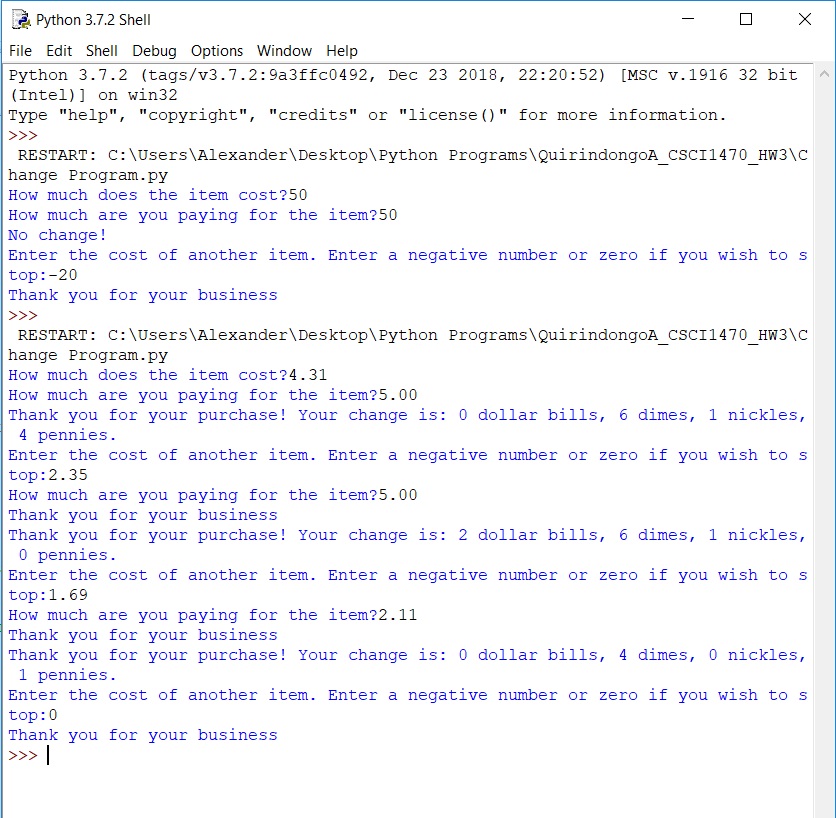 Python 3.7.2 Shell
File Edit Shell Debug Options Window Help
Python 3.7.2 (tags/v3.7.2:9a3ffc0492, Dec 23 2018, 22:20:52) [MSC v.1916 32 bit
(Intel)] on win32
Type "help", "copyright", "credits" or "license()" for more information.
>>>
 RESTART: C:\Users\Alexander\Desktop\Python Programs\QuirindongoA_CSCI1470_HW3\C
hange Program.py
How much does the item cost?50
How much are you paying for the item?50
No change!
Enter the cost of another item. Enter a negative number or zero if you wish to s
top:-20
Thank you for your business
>>>
 RESTART: C:\Users\Alexander\Desktop\Python Programs\QuirindongoA_CSCI1470_HW3\C
hange Program.py
How much does the item cost?4.31
How much are you paying for the item?5.00
Thank you for your purchase! Your change is: 0 dollar bills, 6 dimes, 1 nickles,
 4 pennies.
Enter the cost of another item. Enter a negative number or zero if you wish to s
top:2.35
How much are you paying for the item?5.00
Thank you for your business
Thank you for your purchase! Your change is: 2 dollar bills, 6 dimes, 1 nickles,
 0 pennies.
Enter the cost of another item. Enter a negative number or zero if you wish to s
top:1.69
How much are you paying for the item?2.11
Thank you for your business
Thank you for your purchase! Your change is: 0 dollar bills, 4 dimes, 0 nickles,
 1 pennies.
Enter the cost of another item. Enter a negative number or zero if you wish to s
top:0
Thank you for your business
>>>